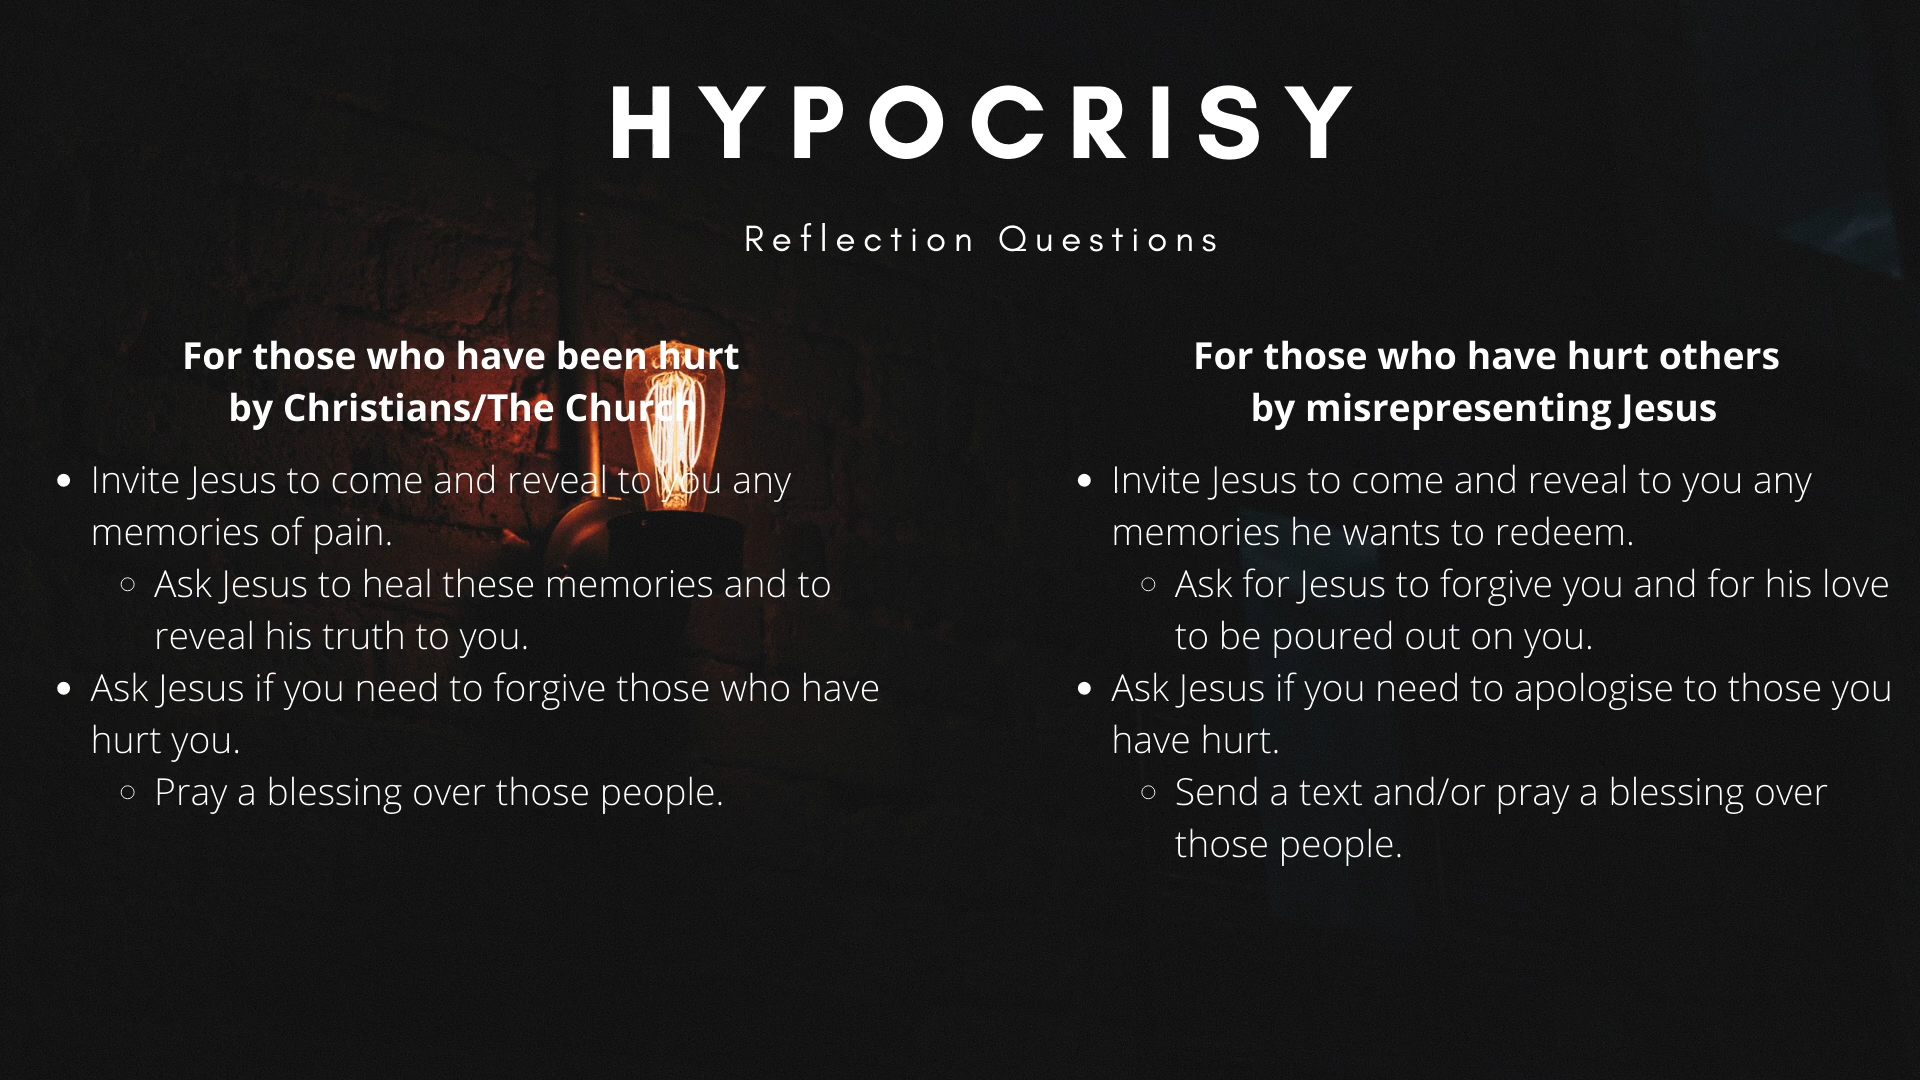 HYPOCRISY
Reflection Questions
For those who have been hurt
by Christians/The Church
• Invite Jesus to come and reveal to you any
memories of pain.
○ Ask Jesus to heal these memories and to
reveal his truth to you.
• Ask Jesus if you need to forgive those who have
hurt you.
○ Pray a blessing over those people.
For those who have hurt others
by misrepresenting Jesus
• Invite Jesus to come and reveal to you any
memories he wants to redeem.
○ Ask for Jesus to forgive you and for his love
to be poured out on you.
• Ask Jesus if you need to apologise to those you
have hurt.
○ Send a text and/or pray a blessing over
those people.